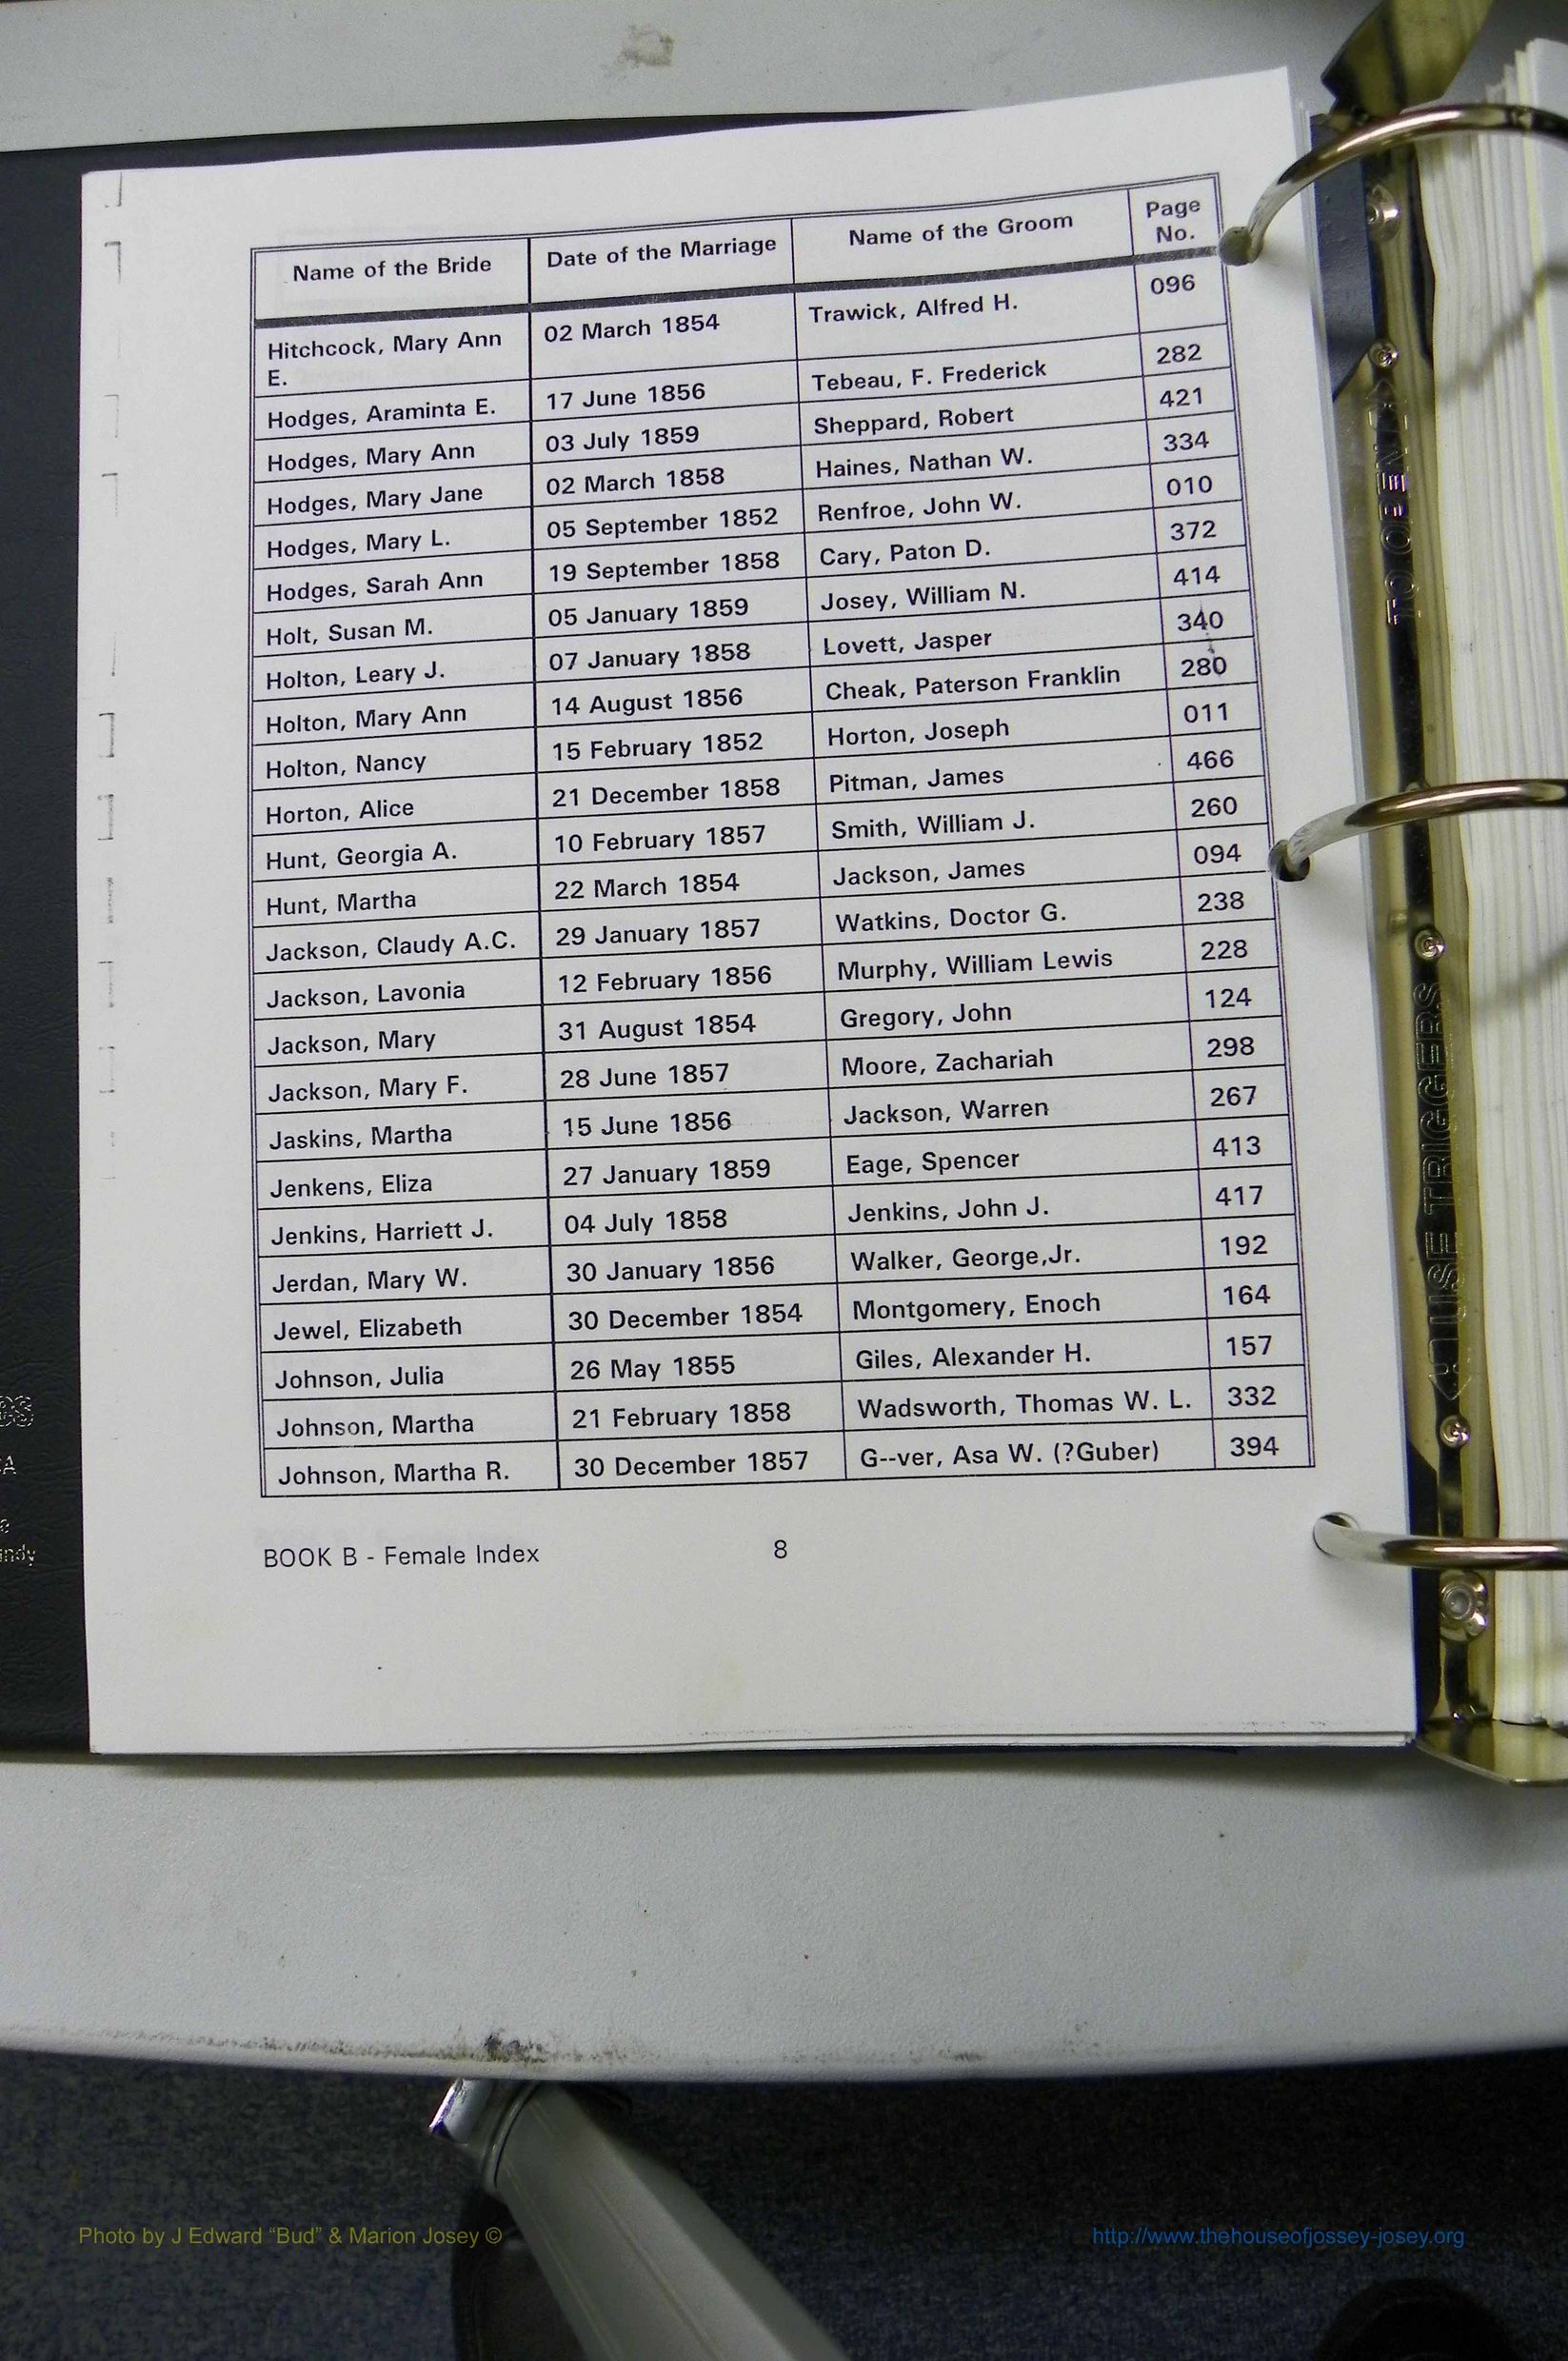 Name of the Bride Date of the Marriage Name of the Groom Page No.
Hitchcock, Mary Ann E. 02 March 1854 Trawick, Alfred H. 096
Hodges, Araminta E. 17 June 1856 Tebeau, F. Frederick 282
Hodges, Mary Ann 03 July 1859 Sheppard, Robert 421
Hodges, Mary Jane 02 March 1858 Haines, Nathan W. 334
Hodges, Mary L. 05 September 1852 Renfroe, John W. 010
Hodges, Sarah Ann 19 September 1858 Cary, Paton D. 372
Holt, Susan M. 05 January 1859 Josey, William N. 414
Holton, Leary J. 07 January 1858 Lovett, Jasper 340
Holton, Mary Ann 14 August 1856 Cheak, Paterson Franklin 280
Holton, Nancy 15 February 1852 Horton, Joseph 011
Horton, Alice 21 December 1858 Pitman, James 466
Hunt, Georgia A. 10 February 1857 Smith, William J. 260
Hunt, Martha 22 March 1854 Jackson, James 094
Jackson, Claudy A.C. 29 January 1857 Watkins, Doctor G. 238
Jackson, Lavonia 12 February 1856 Murphy, William Lewis 228
Jackson, Mary 31 August 1854 Gregory, John 124
Jackson, Mary F. 28 June 1857 Moore, Zachariah 298
Jaskins, Martha 15 June 1856 Jackson, Warren 267
Jenkens, Eliza 27 January 1859 Eage, Spencer 413
Jenkins, Harriett J. 04 July 1858 Jenkins, John J. 417
Jerdan, Mary W. 30 January 1856 Walker, George,Jr. 192
Jewel, Elizabeth 30 December 1854 Montgomery, Enoch 164
Johnson, Julia 26 May 1855 Giles, Alexander H. 157
Johnson, Martha 21 February 1858 Wadsworth, Thomas W. L. 332
Johnson, Martha R. 30 December 1857 G--ver, Asa W. (?Guber) 394
BOOK B - Female Index 8
USE TRIGGERS
TO OPEN
Photo by J Edward “Bud” & Marion Josey ©
http://www.thehouseofjossey-josey.org